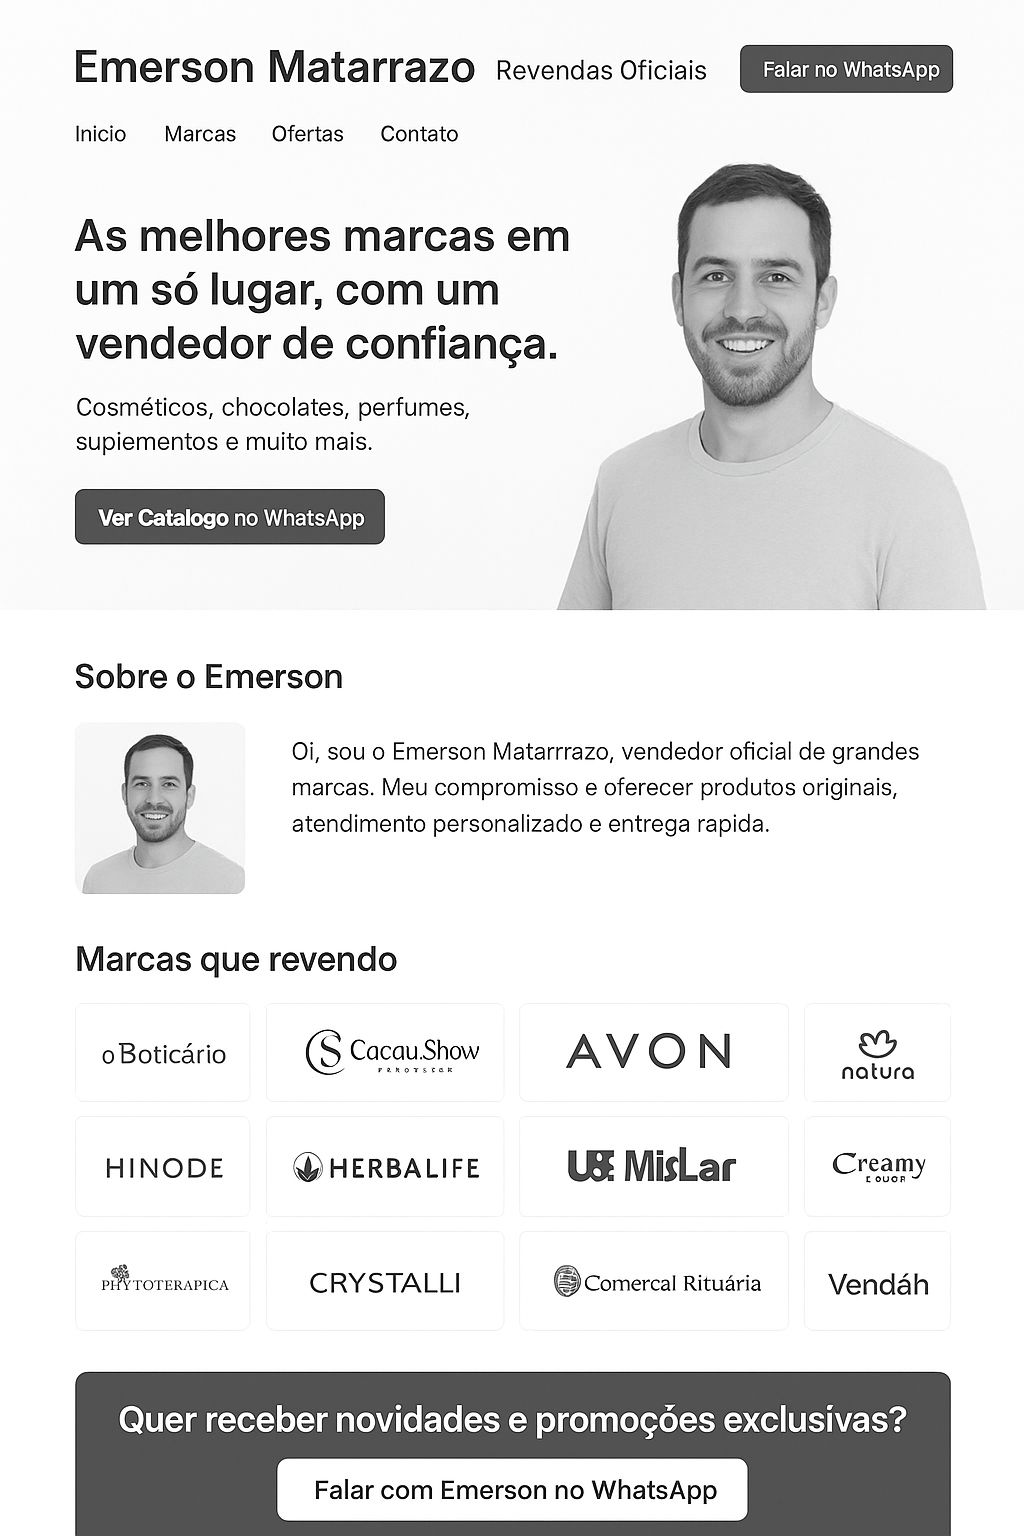 Emerson Matarrazo Revendas Oficiais Falar no WhatsApp
Inicio Marcas Ofertas Contato
As melhores marcas em
um só lugar, com um
vendedor de confiança.
Cosméticos, chocolates, perfumes,
supiementos e muito mais.
Ver Catalogo no WhatsApp
Sobre o Emerson
Oi, sou o Emerson Matarrrazo, vendedor oficial de grandes
marcas. Meu compromisso e oferecer produtos originais,
atendimento personalizado e entrega rapida.
Marcas que revendo
o Boticário
Cacau.Show
AVON
natura
HINODE
HERBALIFE
MisLar
Creamy
PHYTOTERAPICA
CRYSTALLI
Comercal Rituária
Vendáh
Quer receber novidades e promoções exclusívas?
Falar com Emerson no WhatsApp